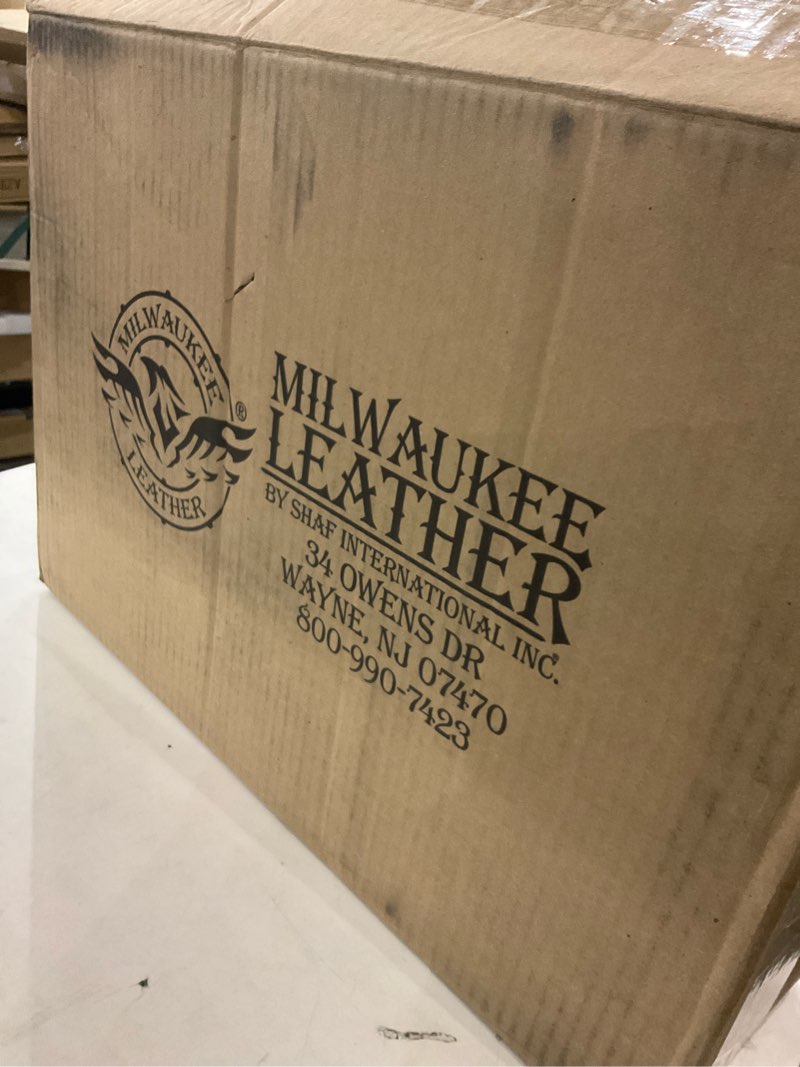 MILWAUKEE
LEATHER
®
MILWAUKEE
LEATHER
BY SHAF INTERNATIONAL INC.
34 OWENS DR
WAYNE, NJ 07470
800-990-7423